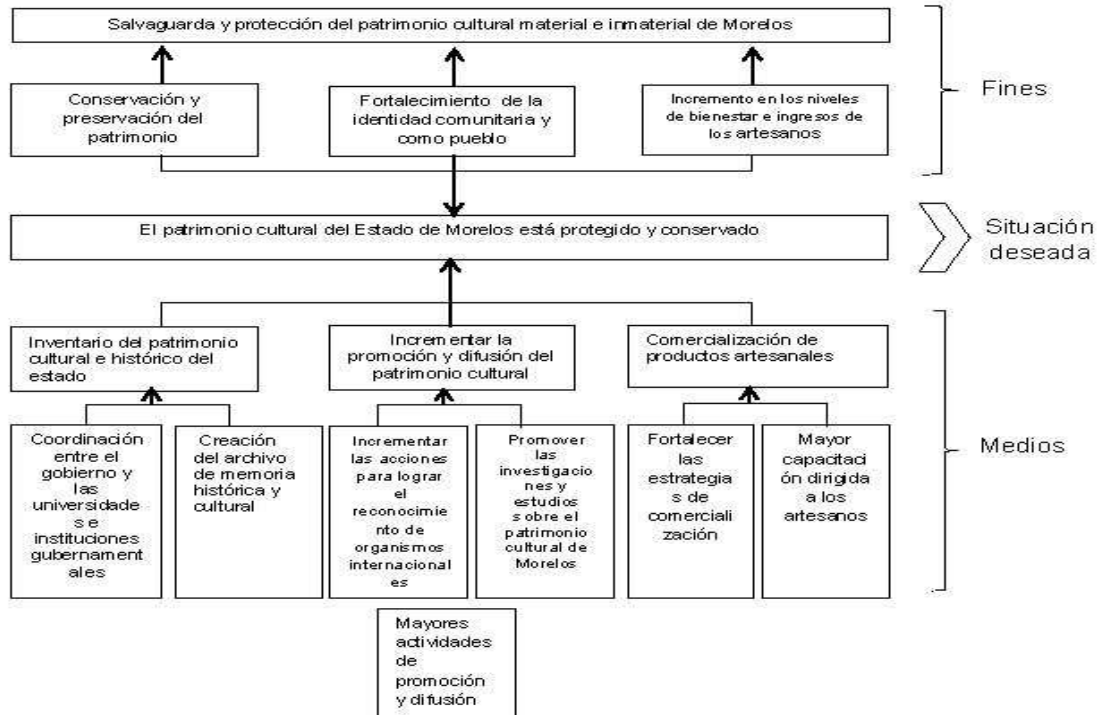 Salvaguarda y protección del patrimonio cultural material e inmaterial de Morelos
Conservación y
preservación del
patrimonio
Fortalecimiento de la
identidad comunitaria y
como pueblo
Incremento en los niveles
de bienestar e ingresos de
los artesanos
Fines
El patrimonio cultural del Estado de Morelos está protegido y conservado
Situación
deseada
Inventario del patrimonio
cultural e histórico del
estado
Incrementar la
promoción y difusión del
patrimonio cultural
Comercialización de
productos artesanales
Coordinación
entre el
gobierno y
las
universidade
s e
instituciones
gubernament
ales
Creación
del archivo
de memoria
histórica y
cultural
Incrementar
las acciones
para lograr
el
reconocimie
nto de
organismos
internacional
es
Promover
las
investigacio
nes y
estudios
sobre el
patrimonio
cultural de
Morelos
Fortalecer
las
estrategia
s de
comerciali
zación
Mayor
capacitaci
ón dirigida
a los
artesanos
Medios
Mayores
actividades
de
promoción
y difusión